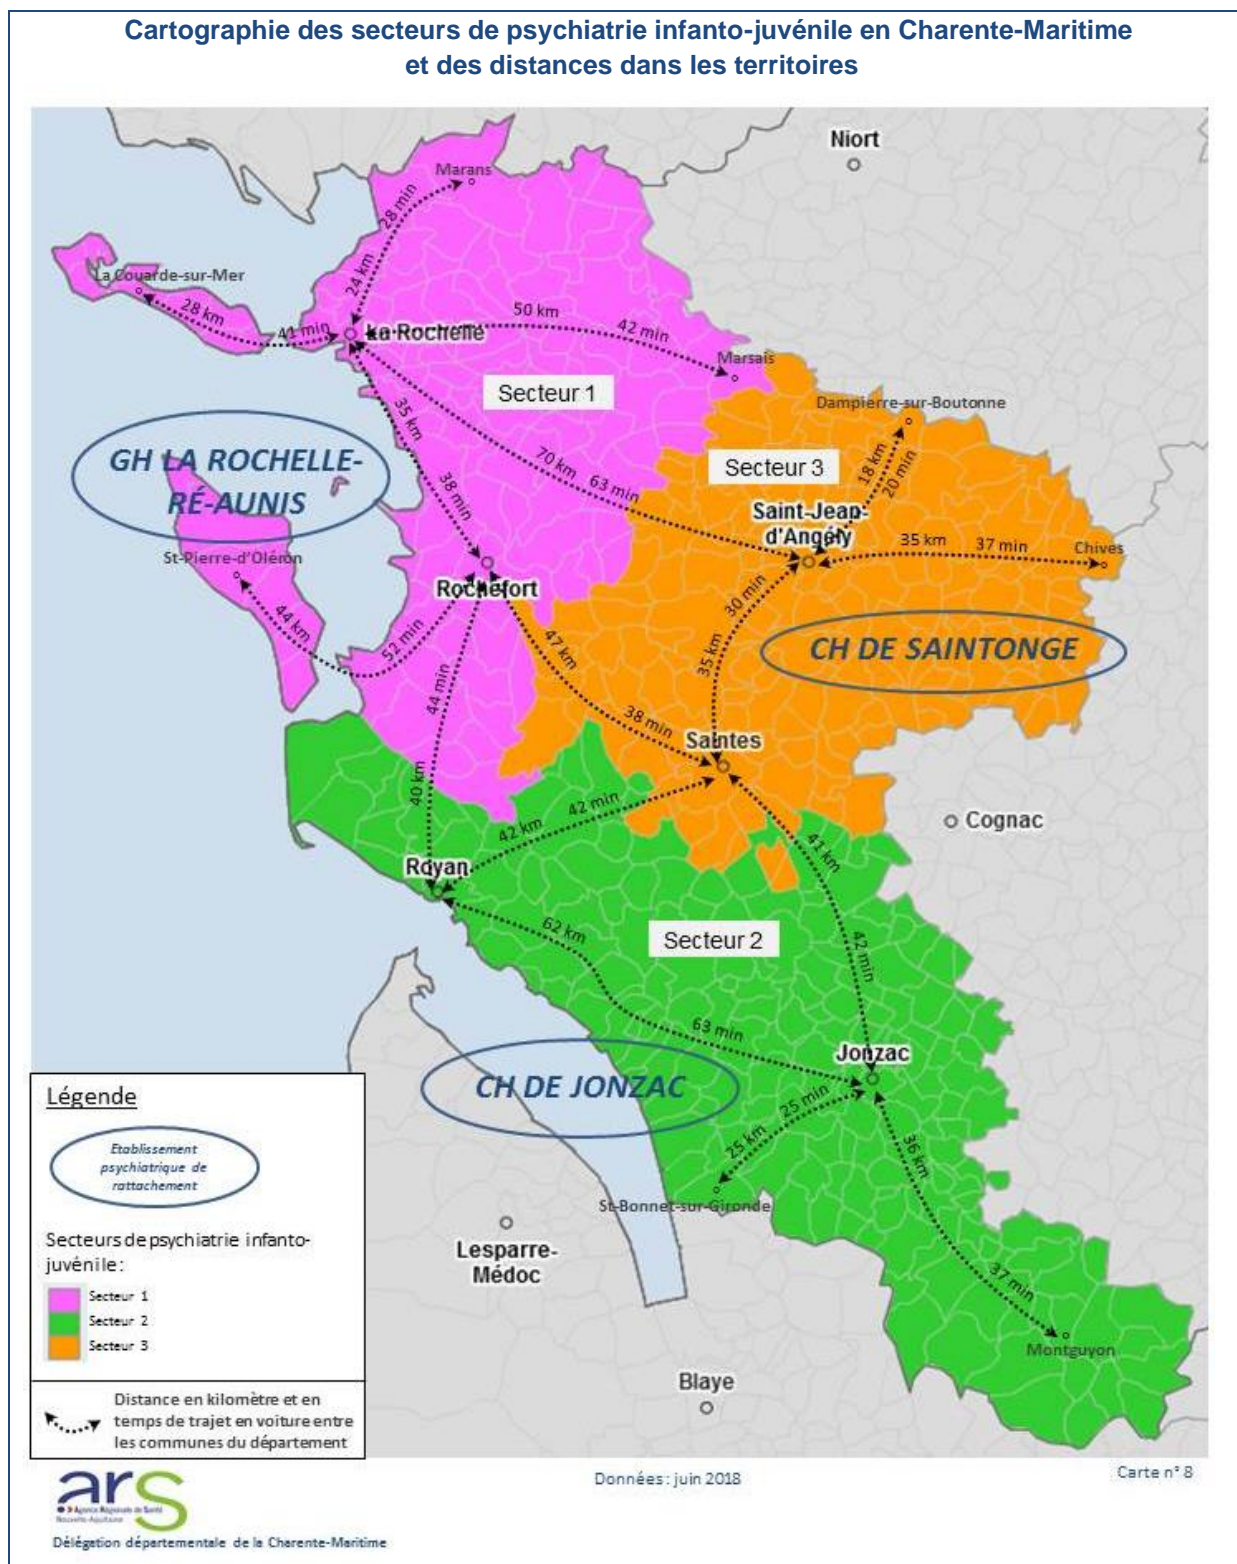 Cartographie des secteurs de psychiatrie infanto-juvénile en Charente-Maritime
et des distances dans les territoires
Niort
Marans
28 min
24 km
La Couarde-sur-Mer
28 km
41 min
La Rochelle
50 km
42 min
Marsais
Secteur 1
Dampierre-sur-Boutonne
35 km
38 min
70 km
63 min
Secteur 3
18 km
20 min
GH LA ROCHELLE-
RÉ-AUNIS
Saint-Jean-
d'Angély
35 km
37 min
Chives
St-Pierre-d'Oléron
Rochefort
44 km
52 min
30 min
35 km
47 km
38 min
CH DE SAINTONGE
44 min
40 km
Saintes
42 km
42 min
Cognac
41 km
42 min
Royan
62 km
63 min
Secteur 2
Jonzac
CH DE JONZAC
25 km
25 min
36 km
37 min
St-Bonnet-sur-Gironde
Lesparre-
Médoc
Montguyon
Blaye
Légende
Etablissement
psychiatrique de
rattachement
Secteurs de psychiatrie infanto-
juvénile :
Secteur 1
Secteur 2
Secteur 3
Distance en kilomètre et en
temps de trajet en voiture entre
les communes du département
Données : juin 2018
Carte n° 8
ars
Agence Régionale de Santé
Nouvelle-Aquitaine
Délégation départementale de la Charente-Maritime